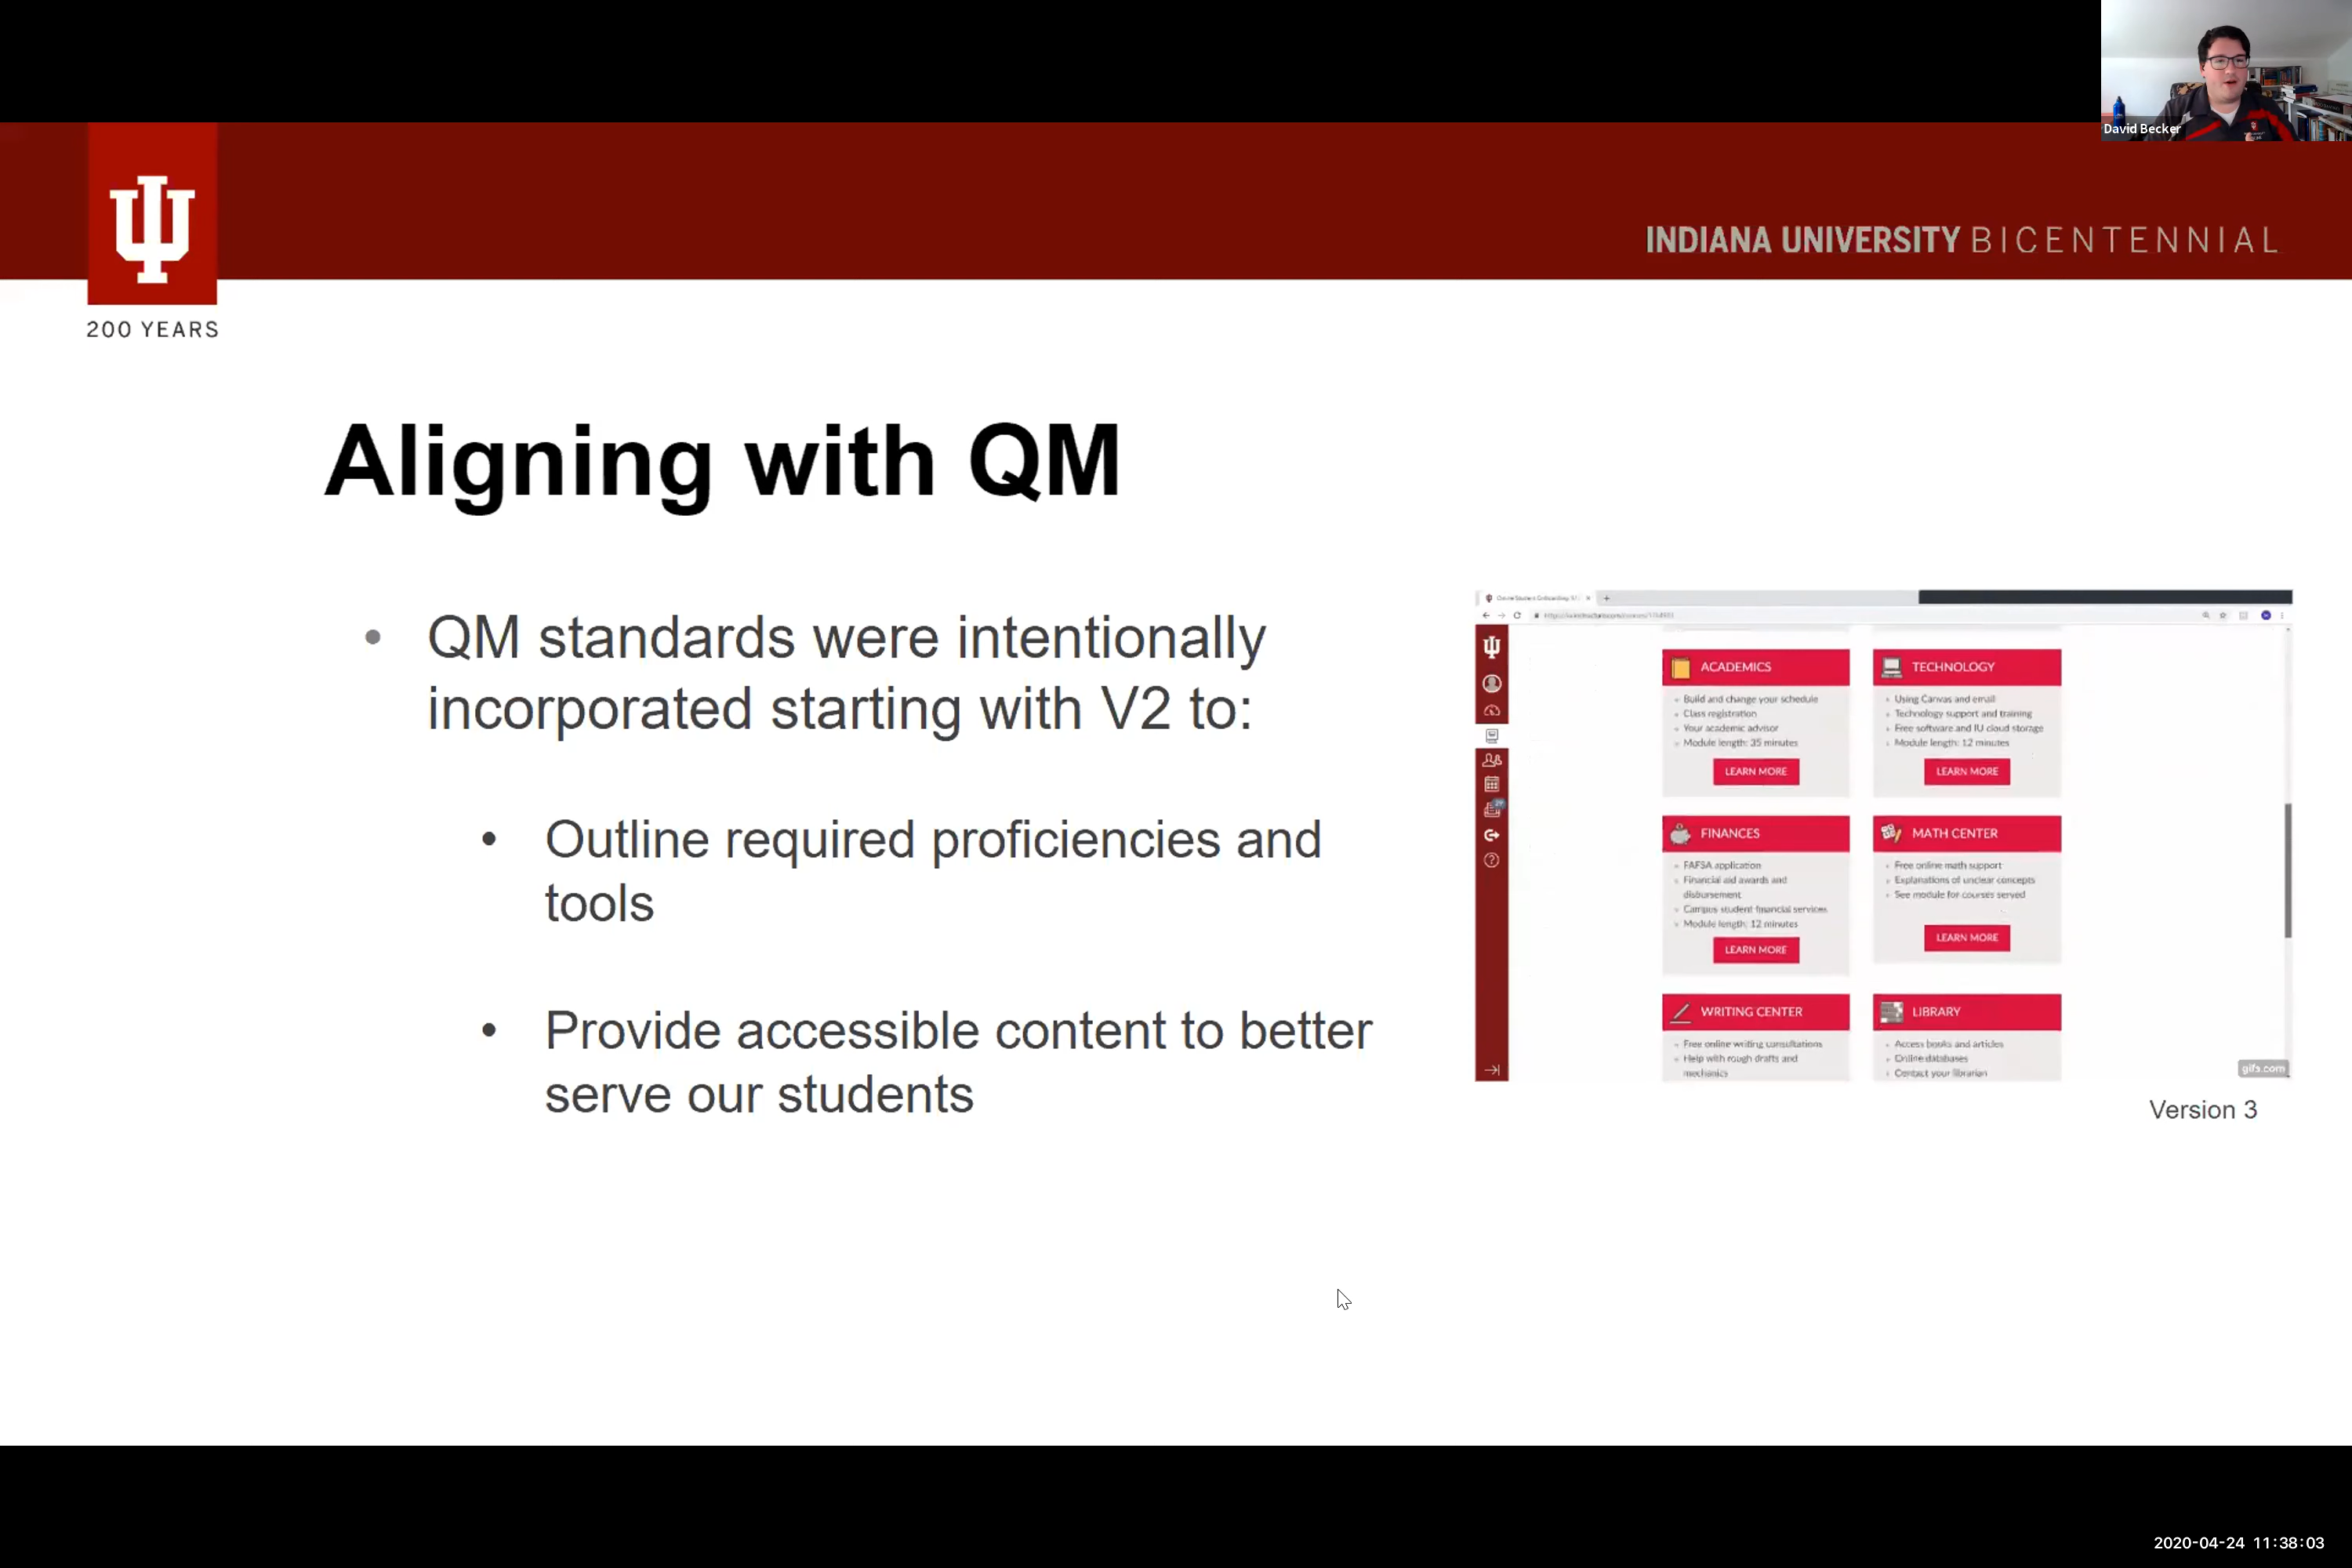 David Becker
INDIANA UNIVERSITY BICENTENNIAL
200 YEARS
Aligning with QM
QM standards were intentionally
incorporated starting with V2 to:
Outline required proficiencies and
tools
Provide accessible content to better
serve our students
ACADEMICS
Build and change your schedule
Class registration
Your academic advisor
Module length: 35 minutes
LEARN MORE
TECHNOLOGY
Using Canvas and email
Technology support and training
Free software and IU cloud storage
Module length: 12 minutes
LEARN MORE
FINANCES
FAFSA application
Financial aid awards and
disbursement
Campus student financial services
Module length: 12 minutes
LEARN MORE
MATH CENTER
Free online math support
Explanations of unclear concepts
See module for courses served
LEARN MORE
WRITING CENTER
Free online writing consultations
Help with rough drafts and
mechanics
LIBRARY
Access books and articles
Online databases
Contact your librarian
gifs.com
Version 3
2020-04-24 11:38:03